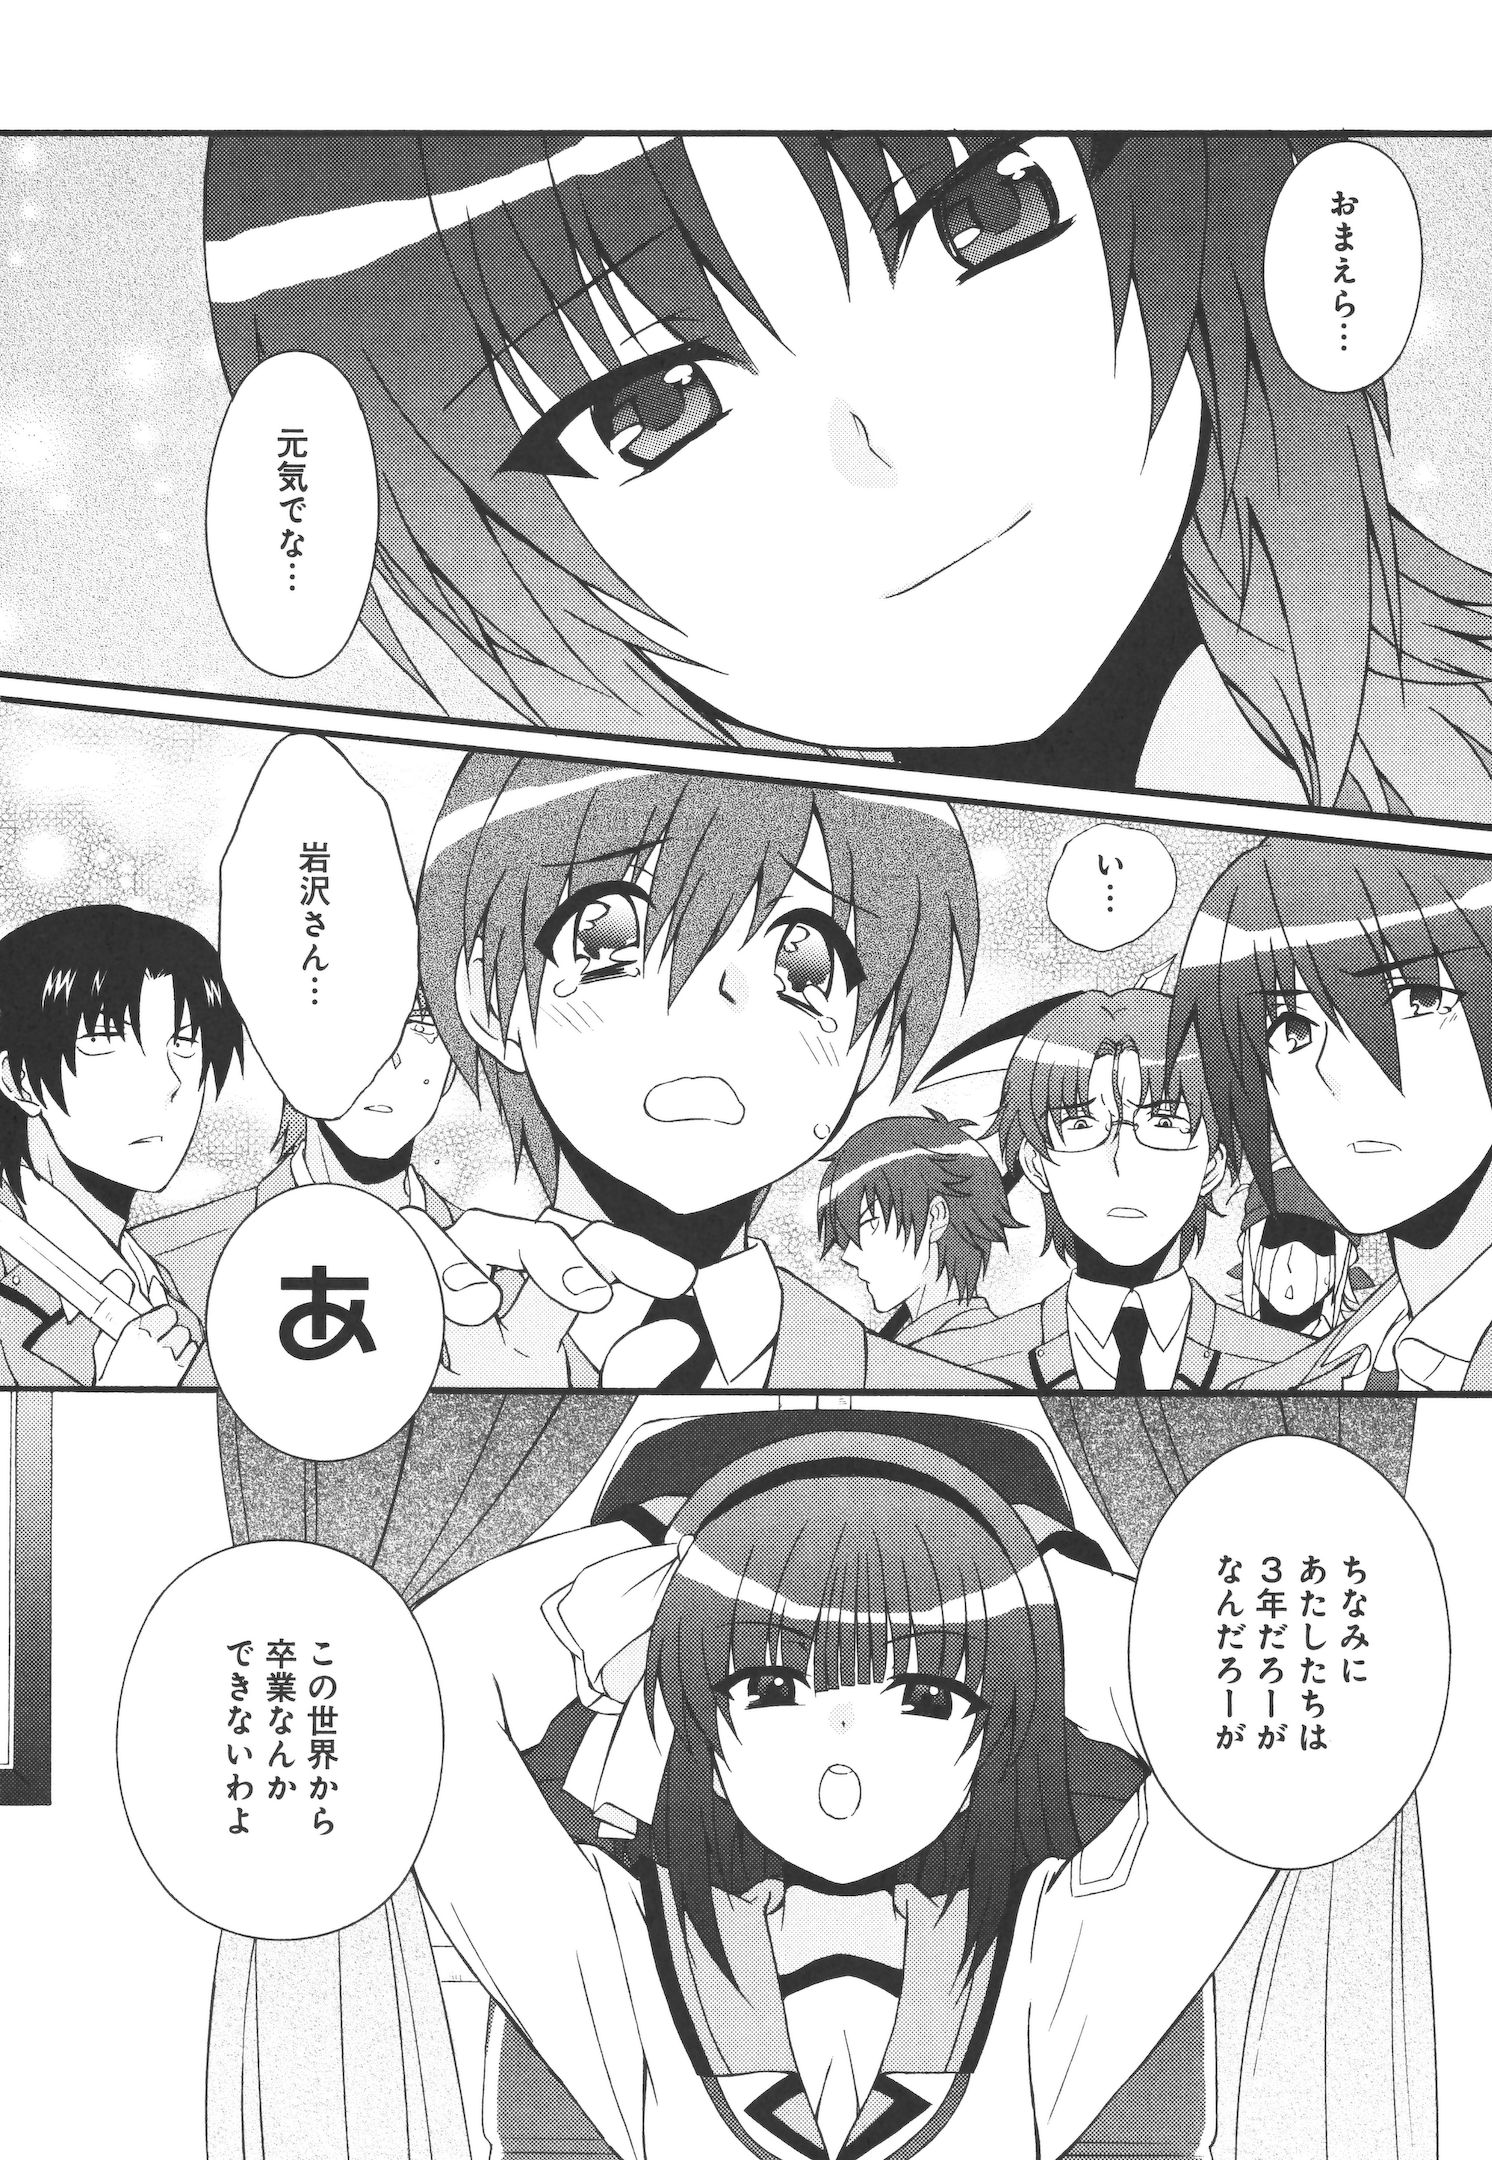 おまえら…
元気でな…
い…
岩沢さん…
あ
ちなみに
あたしたちは
3年だろーが
なんだろーが
この世界から
卒業なんか
できないわよ